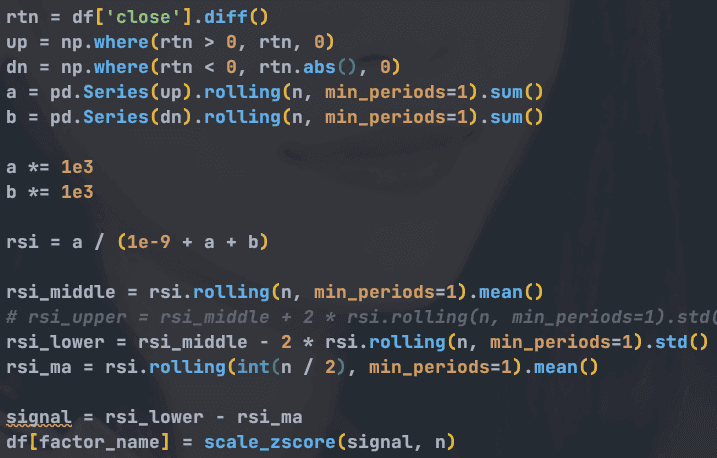 rtn = df['close'].diff()
up = np.where(rtn > 0, rtn, 0)
dn = np.where(rtn < 0, rtn.abs(), 0)
a = pd.Series(up).rolling(n, min_periods=1).sum()
b = pd.Series(dn).rolling(n, min_periods=1).sum()
a *= 1e3
b *= 1e3
rsi = a / (1e-9 + a + b)
rsi_middle = rsi.rolling(n, min_periods=1).mean()
# rsi_upper = rsi_middle + 2 * rsi.rolling(n, min_periods=1).std(
rsi_lower = rsi_middle - 2 * rsi.rolling(n, min_periods=1).std()
rsi_ma = rsi.rolling(int(n / 2), min_periods=1).mean()
signal = rsi_lower - rsi_ma
df[factor_name] = scale_zscore(signal, n)